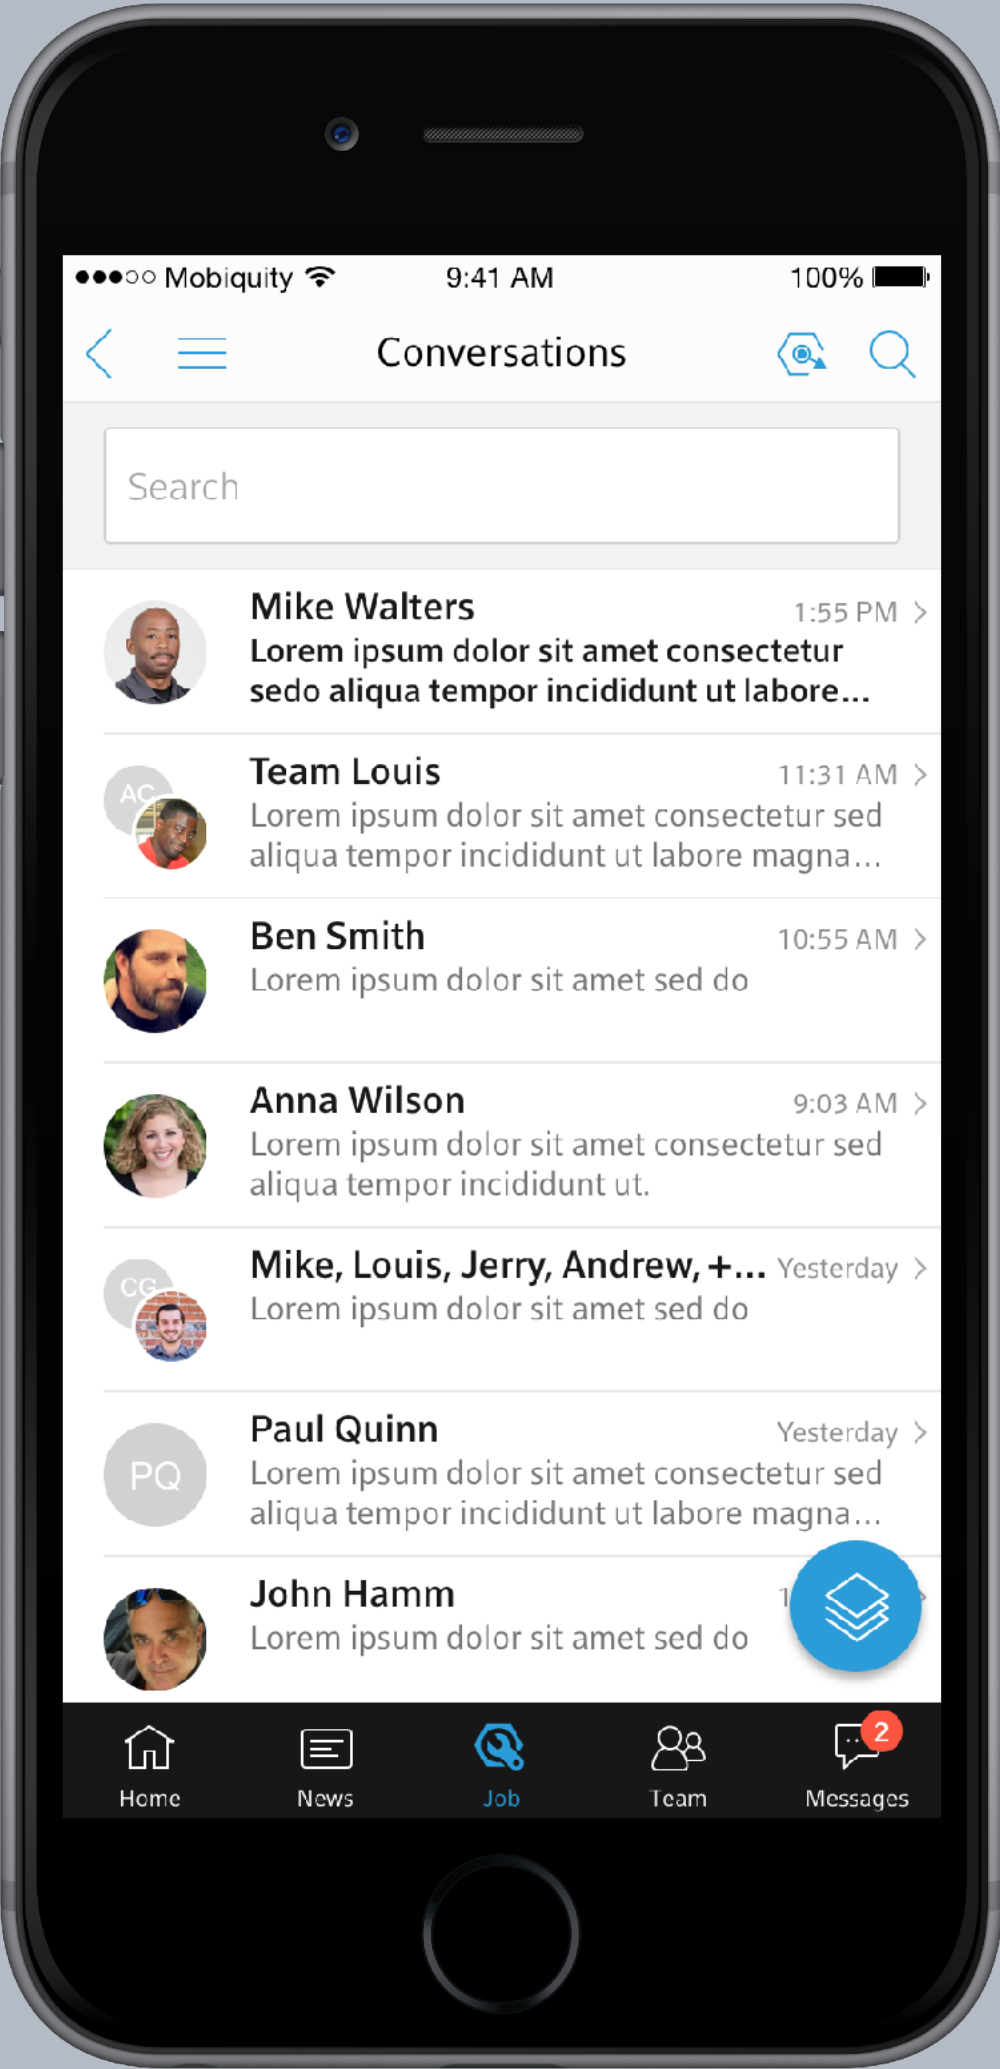 Mobiquity 9:41 AM 100%
Conversations
Search
Mike Walters 1:55 PM
Lorem ipsum dolor sit amet consectetur
sedo aliqua tempor incididunt ut labore...
AC
Team Louis 11:31 AM
Lorem ipsum dolor sit amet consectetur sed
aliqua tempor incididunt ut labore magna...
Ben Smith 10:55 AM
Lorem ipsum dolor sit amet sed do
Anna Wilson 9:03 AM
Lorem ipsum dolor sit amet consectetur sed
aliqua tempor incididunt ut.
CG
Mike, Louis, Jerry, Andrew, +... Yesterday
Lorem ipsum dolor sit amet sed do
PQ
Paul Quinn Yesterday
Lorem ipsum dolor sit amet consectetur sed
aliqua tempor incididunt ut labore magna...
John Hamm
Lorem ipsum dolor sit amet sed do
2
Home News Job Team Messages